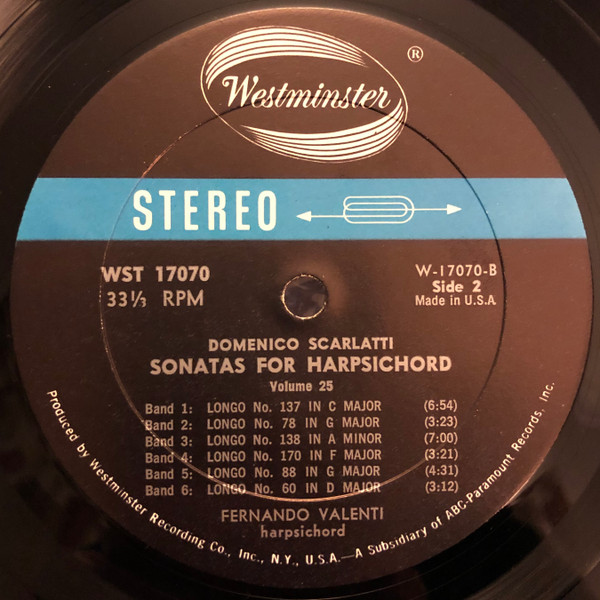 Westminster ®
STEREO
WST 17070
33⅓ RPM
W-17070-B
Side 2
Made in U.S.A.
DOMENICO SCARLATTI
SONATAS FOR HARPSICHORD
Volume 25
Band 1: LONGO No. 137 IN C MAJOR (6:54)
Band 2: LONGO No. 78 IN G MAJOR (3:23)
Band 3: LONGO No. 138 IN A MINOR (7:00)
Band 4: LONGO No. 170 IN F MAJOR (3:21)
Band 5: LONGO No. 88 IN G MAJOR (4:31)
Band 6: LONGO No. 60 IN D MAJOR (3:12)
FERNANDO VALENTI
harpsichord
Produced by Westminster Recording Co., Inc., N.Y., U.S.A.—A Subsidiary of ABC-Paramount Records, Inc.